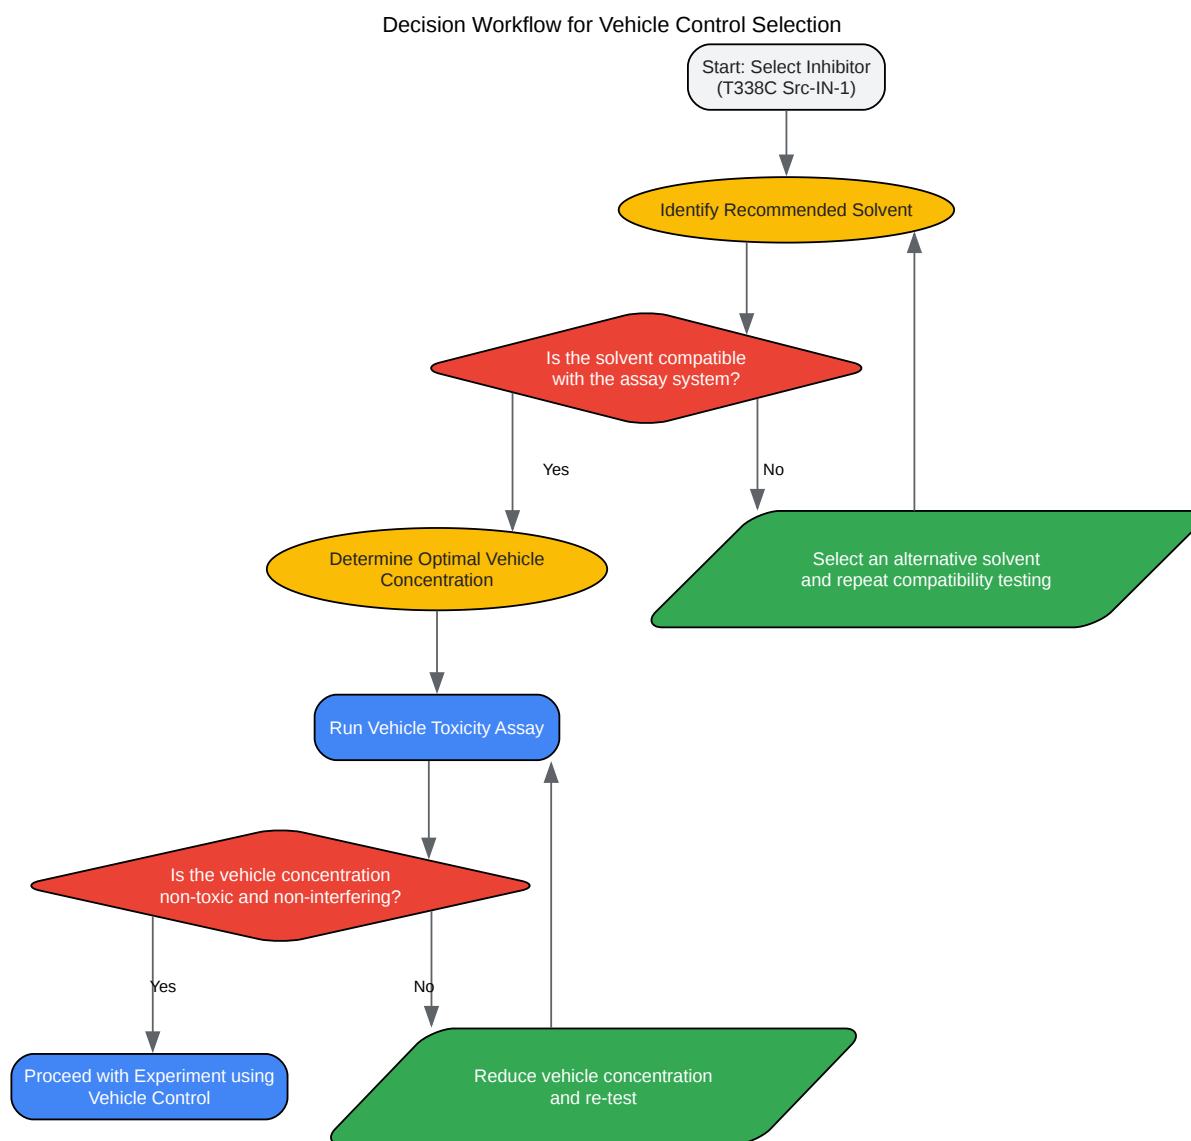 Decision Workflow for Vehicle Control Selection
Start: Select Inhibitor
(T338C Src-IN-1)
Identify Recommended Solvent
Is the solvent compatible
with the assay system?
Yes
No
Determine Optimal Vehicle
Concentration
Select an alternative solvent
and repeat compatibility testing
Run Vehicle Toxicity Assay
Is the vehicle concentration
non-toxic and non-interfering?
Yes
No
Proceed with Experiment using
Vehicle Control
Reduce vehicle concentration
and re-test